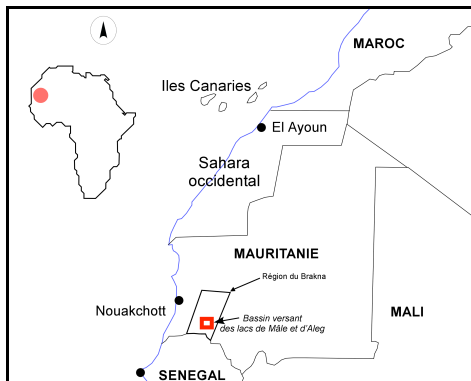 MAROC
Iles Canaries
El Ayoun
Sahara
occidental
MAURITANIE
Région du Brakna
Nouakchott
Bassin versant
des lacs de Mâle et d'Aleg
MALI
SENEGAL